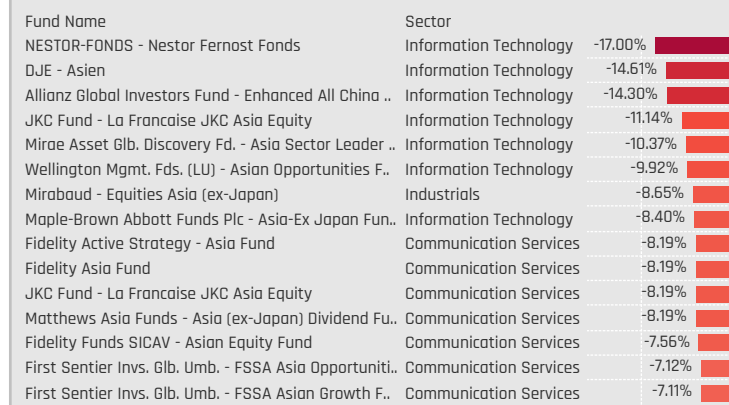 Fund Name Sector
NESTOR-FONDS - Nestor Fernost Fonds Information Technology -17.00%
DJE - Asien Information Technology -14.61%
Allianz Global Investors Fund - Enhanced All China .. Information Technology -14.30%
JKC Fund - La Francaise JKC Asia Equity Information Technology -11.14%
Mirae Asset Glb. Discovery Fd. - Asia Sector Leader .. Information Technology -10.37%
Wellington Mgmt. Fds. (LU) - Asian Opportunities F.. Information Technology -9.92%
Mirabaud - Equities Asia (ex-Japan) Industrials -8.65%
Maple-Brown Abbott Funds Plc - Asia-Ex Japan Fun.. Information Technology -8.40%
Fidelity Active Strategy - Asia Fund Communication Services -8.19%
Fidelity Asia Fund Communication Services -8.19%
JKC Fund - La Francaise JKC Asia Equity Communication Services -8.19%
Matthews Asia Funds - Asia (ex-Japan) Dividend Fu.. Communication Services -8.19%
Fidelity Funds SICAV - Asian Equity Fund Communication Services -7.56%
First Sentier Invs. Glb. Umb. - FSSA Asia Opportuniti.. Communication Services -7.12%
First Sentier Invs. Glb. Umb. - FSSA Asian Growth F.. Communication Services -7.11%